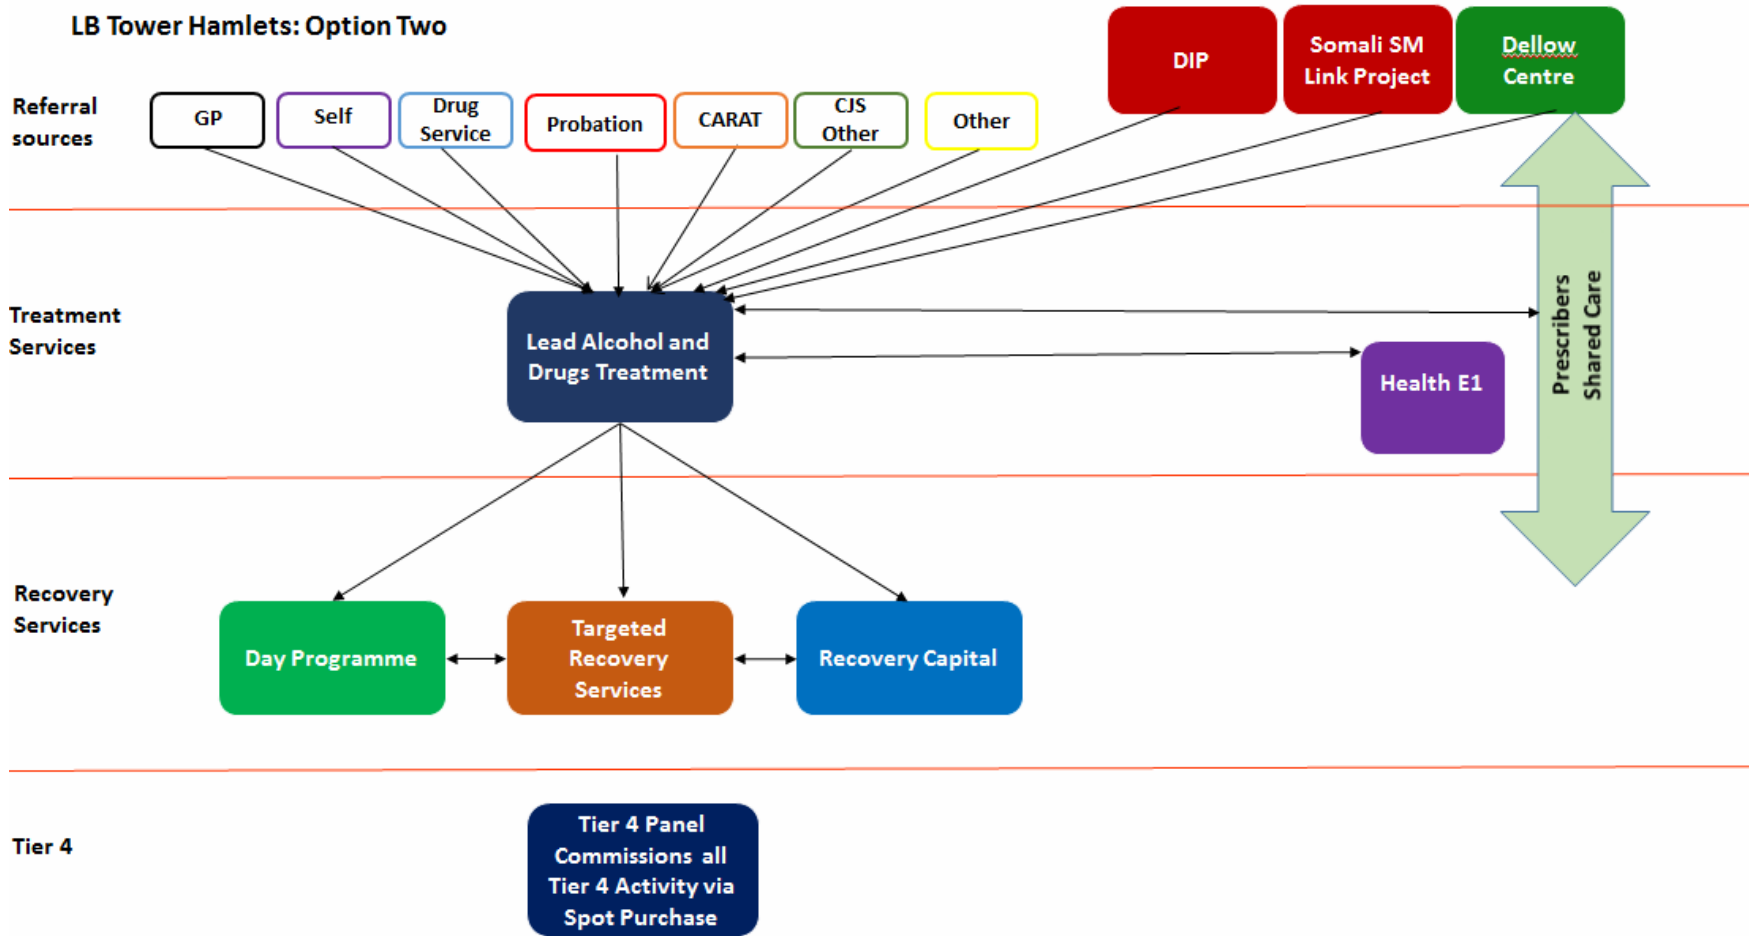 LB Tower Hamlets: Option Two
DIP
Somali SM
Link Project
Dellow
Centre
Referral
sources
GP
Self
Drug
Service
Probation
CARAT
CJS
Other
Other
Treatment
Services
Lead Alcohol and
Drugs Treatment
Health E1
Prescribers
Shared Care
Recovery
Services
Day Programme
Targeted
Recovery
Services
Recovery Capital
Tier 4
Tier 4 Panel
Commissions all
Tier 4 Activity via
Spot Purchase